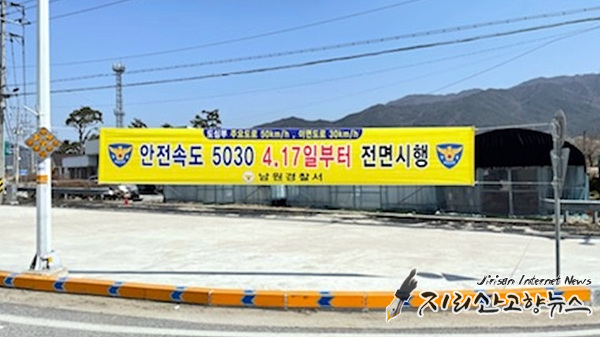 도심부 주요도로 50km/h, 이면도로 30km/h
안전속도 5030 4.17일부터 전면시행
남원경찰서
Jirisan Internet News
지리산고향뉴스